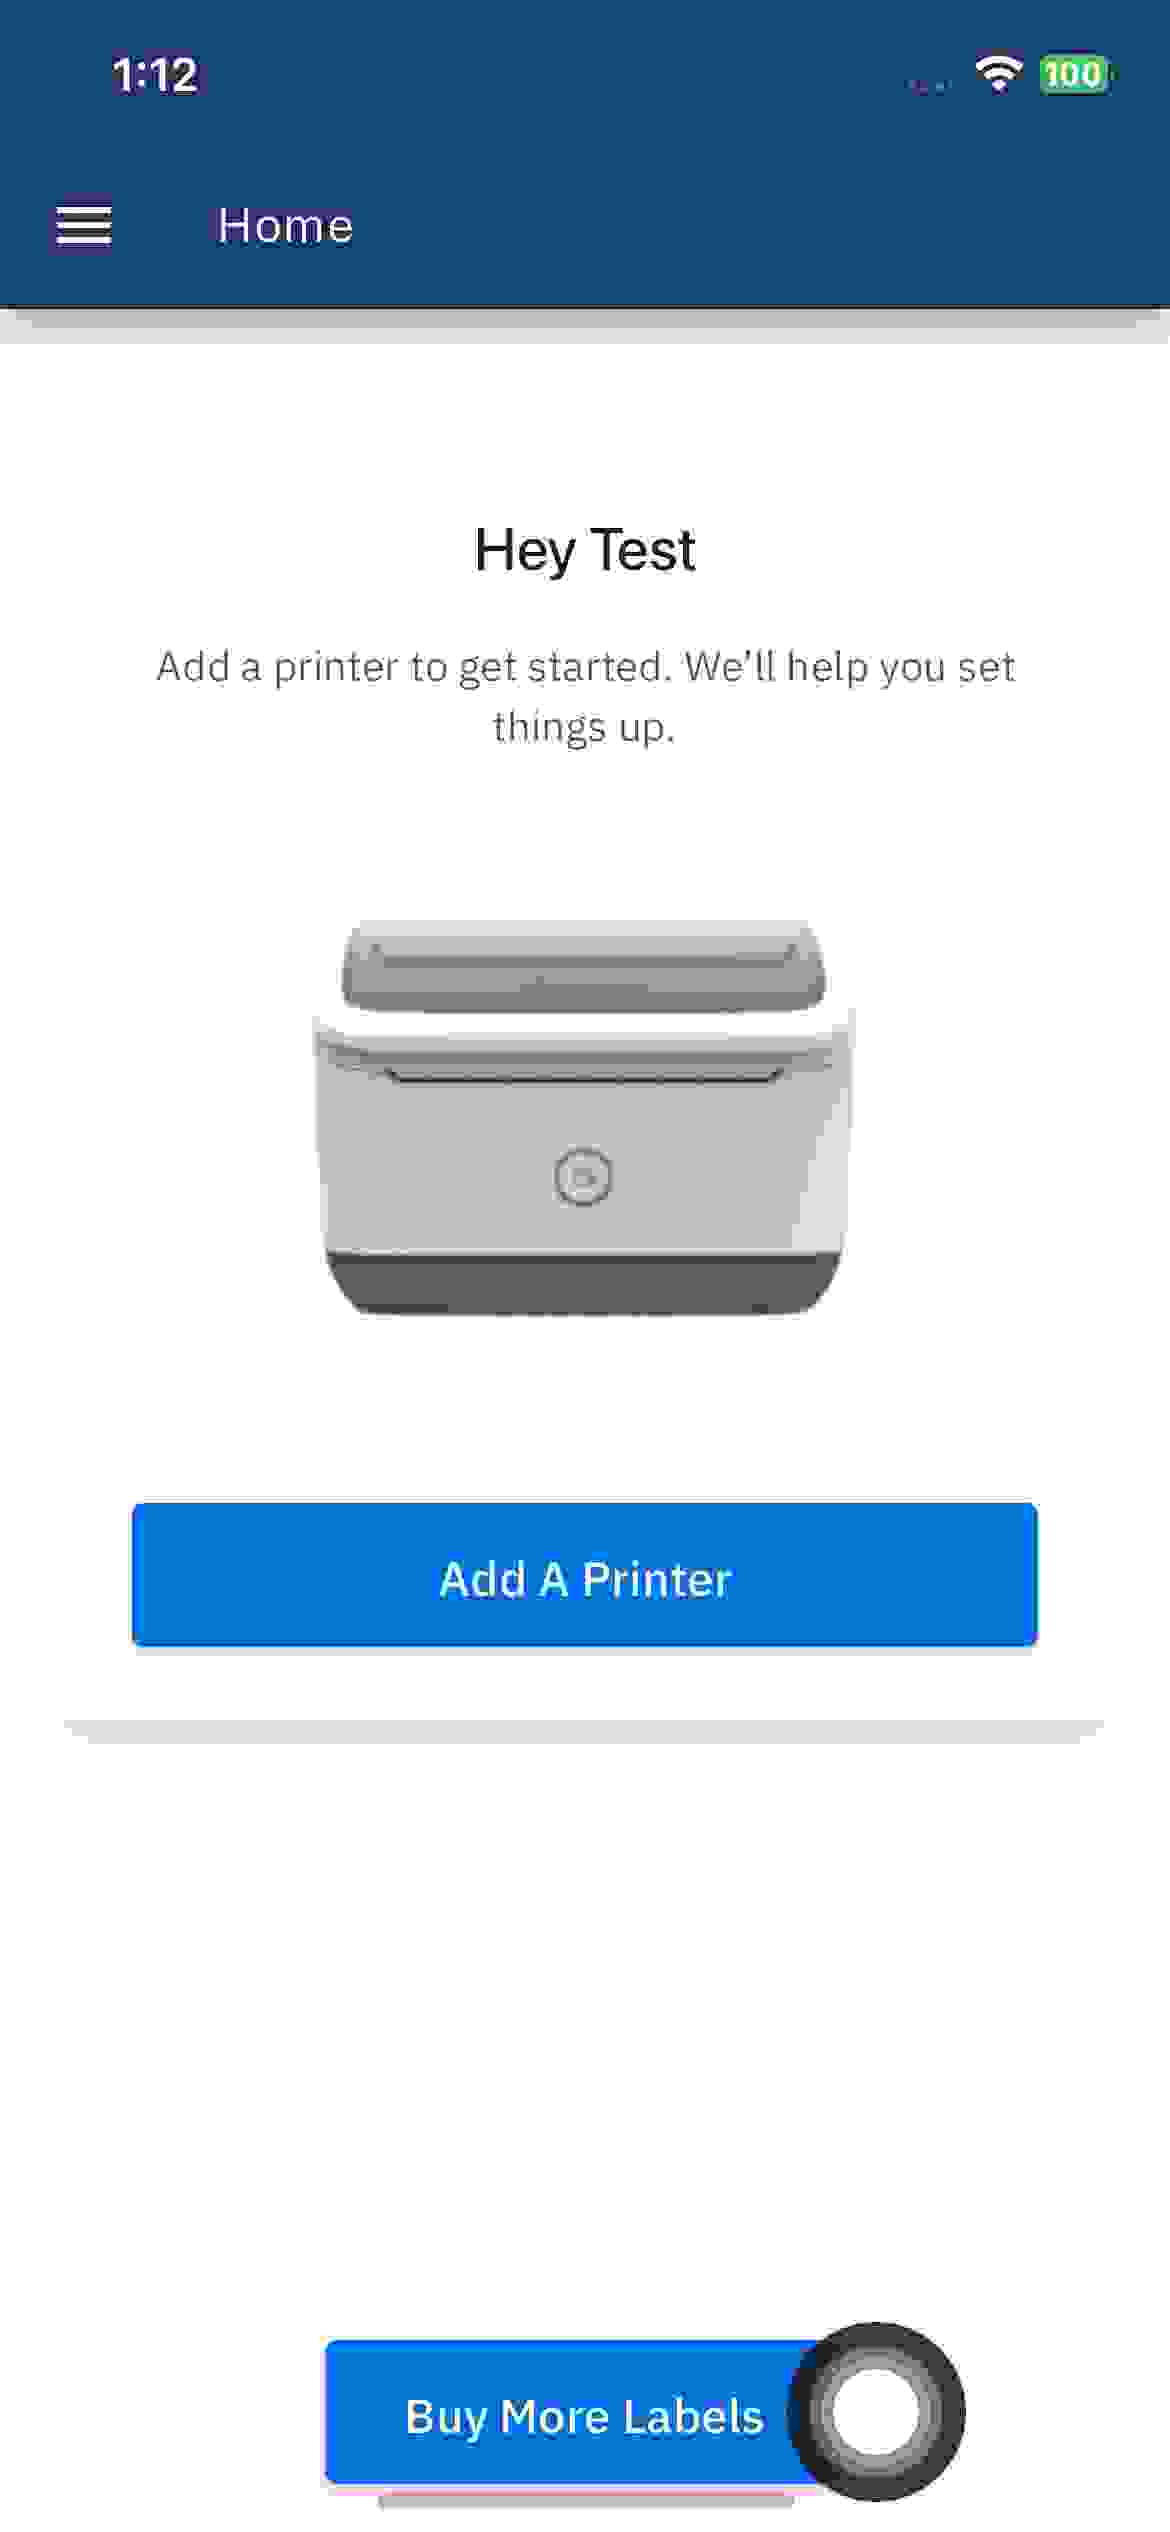 1:12
100
Home
Hey Test
Add a printer to get started. We'll help you set
things up.
Add A Printer
Buy More Labels